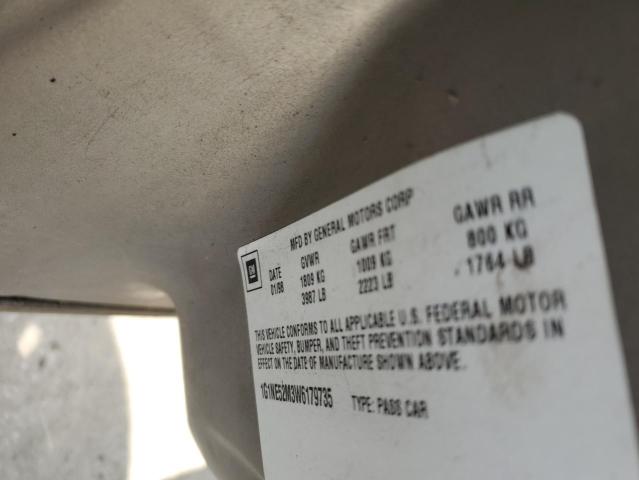 MFD BY GENERAL MOTORS CORP
GM DATE GVWR GAWR FRT GAWR RR
01/98 1809 KG 1009 KG 800 KG
3987 LB 2223 LB 1764 LB
THIS VEHICLE CONFORMS TO ALL APPLICABLE U.S. FEDERAL MOTOR
VEHICLE SAFETY, BUMPER, AND THEFT PREVENTION STANDARDS IN
EFFECT ON THE DATE OF MANUFACTURE SHOWN ABOVE.
1G1NE52M3W6179735 TYPE: PASS CAR